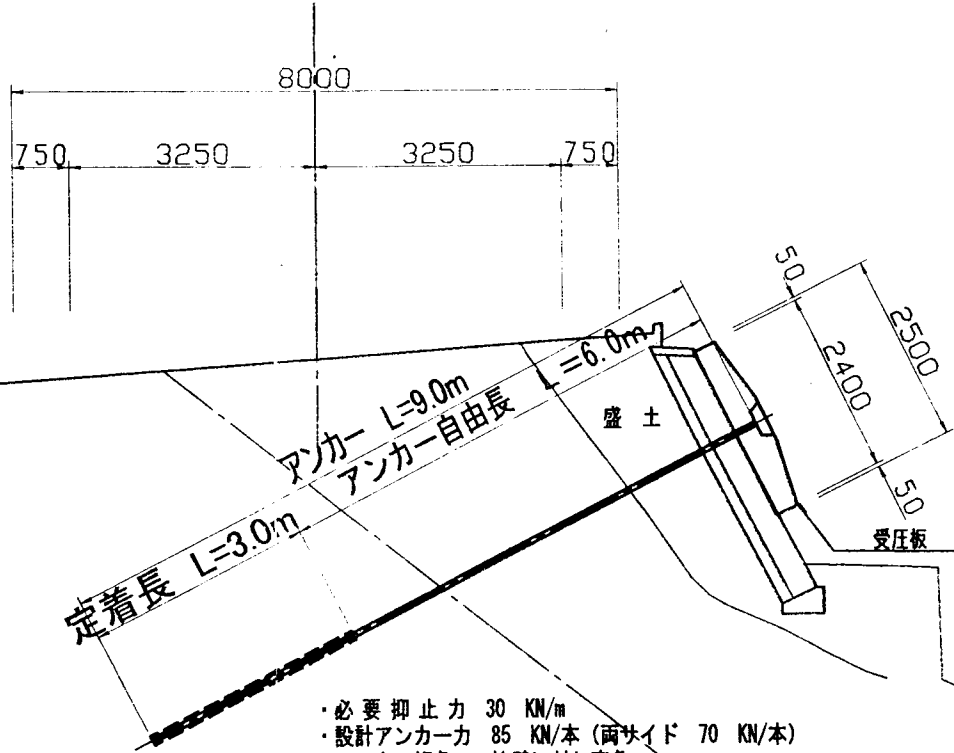 8000
750 3250 3250 750
50
2500
2400
50
アンカー L=9.0m
アンカー自由長 L=6.0m
定着長 L=3.0m
盛 土
受圧板
・必要抑止力 30 KN/m
・設計アンカー力 85 KN/本 (両サイド 70 KN/本)